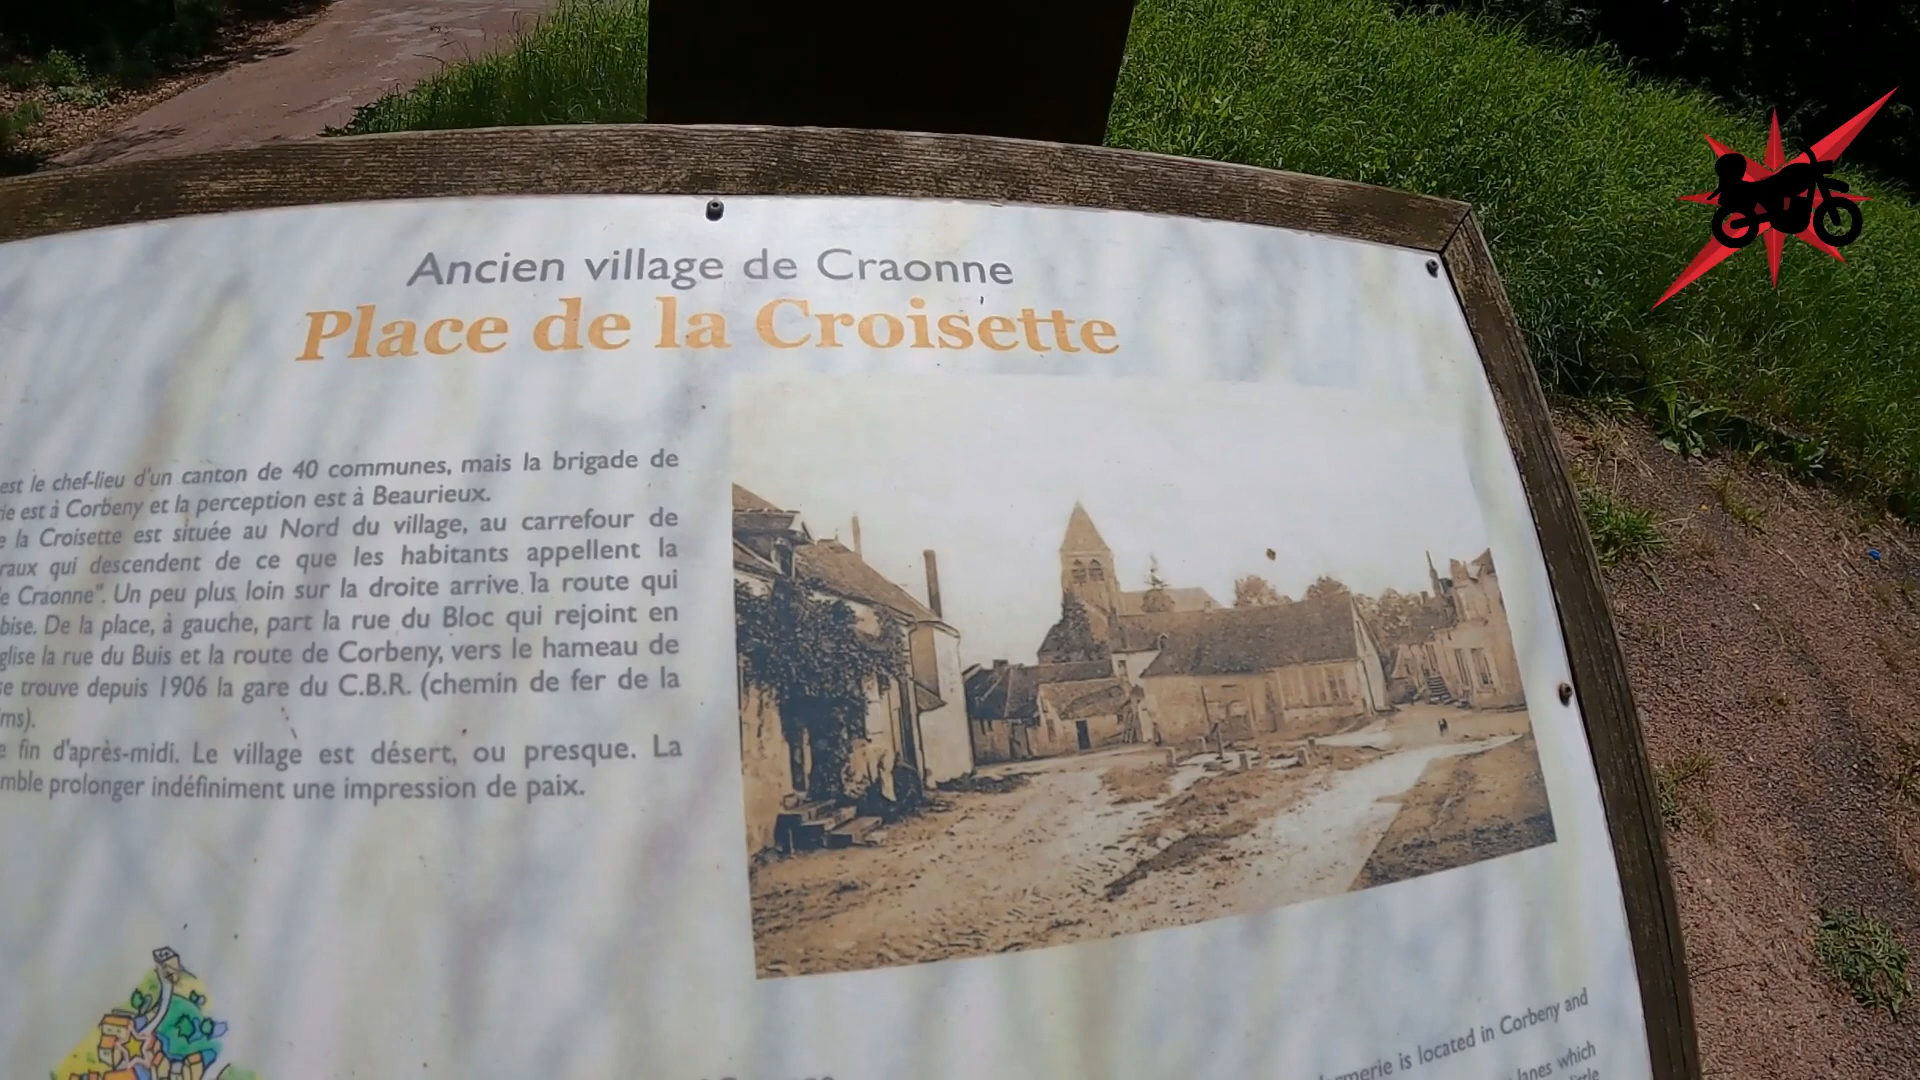 Ancien village de Craonne
Place de la Croisette
est le chef-lieu d'un canton de 40 communes, mais la brigade de
ie est à Corbeny et la perception est à Beaurieux.
e la Croisette est située au Nord du village, au carrefour de
raux qui descendent de ce que les habitants appellent la
e Craonne". Un peu plus loin sur la droite arrive la route qui
bise. De la place, à gauche, part la rue du Bloc qui rejoint en
glise la rue du Buis et la route de Corbeny, vers le hameau de
se trouve depuis 1906 la gare du C.B.R. (chemin de fer de la
ms).
e fin d'après-midi. Le village est désert, ou presque. La
mble prolonger indéfiniment une impression de paix.
rmerie is located in Corbeny and
lanes which
little